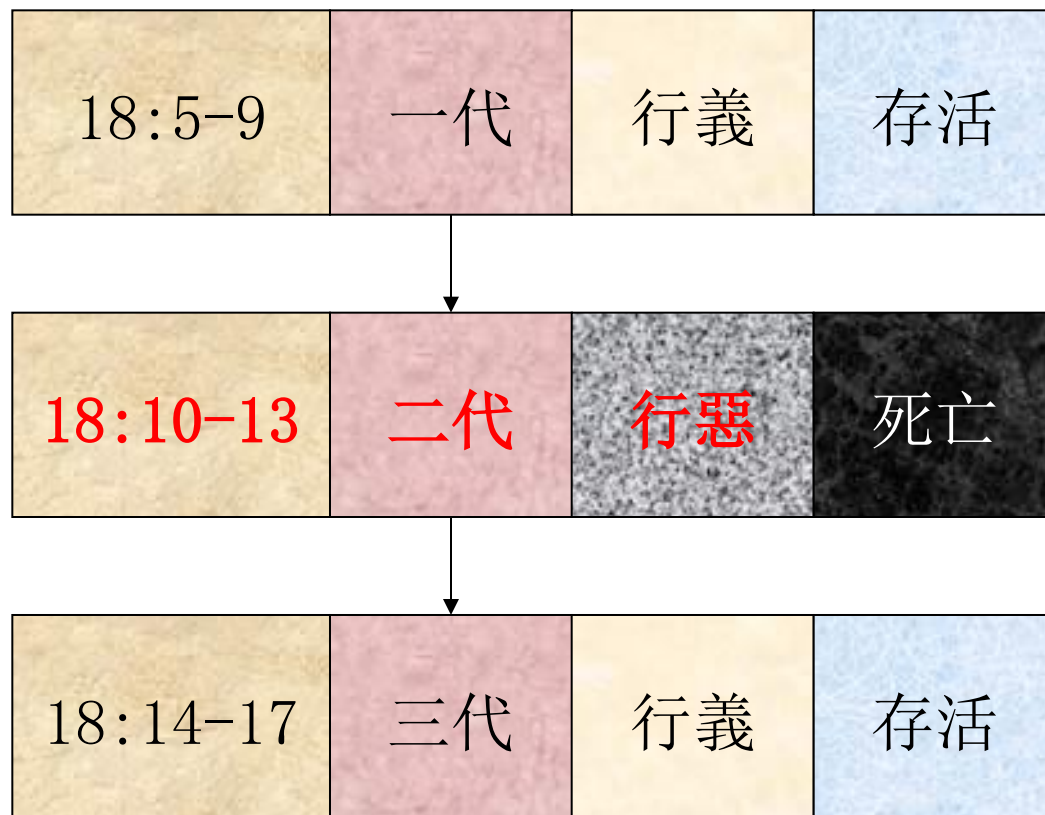 18:5-9 一代 行義 存活
18:10-13 二代 行惡 死亡
18:14-17 三代 行義 存活